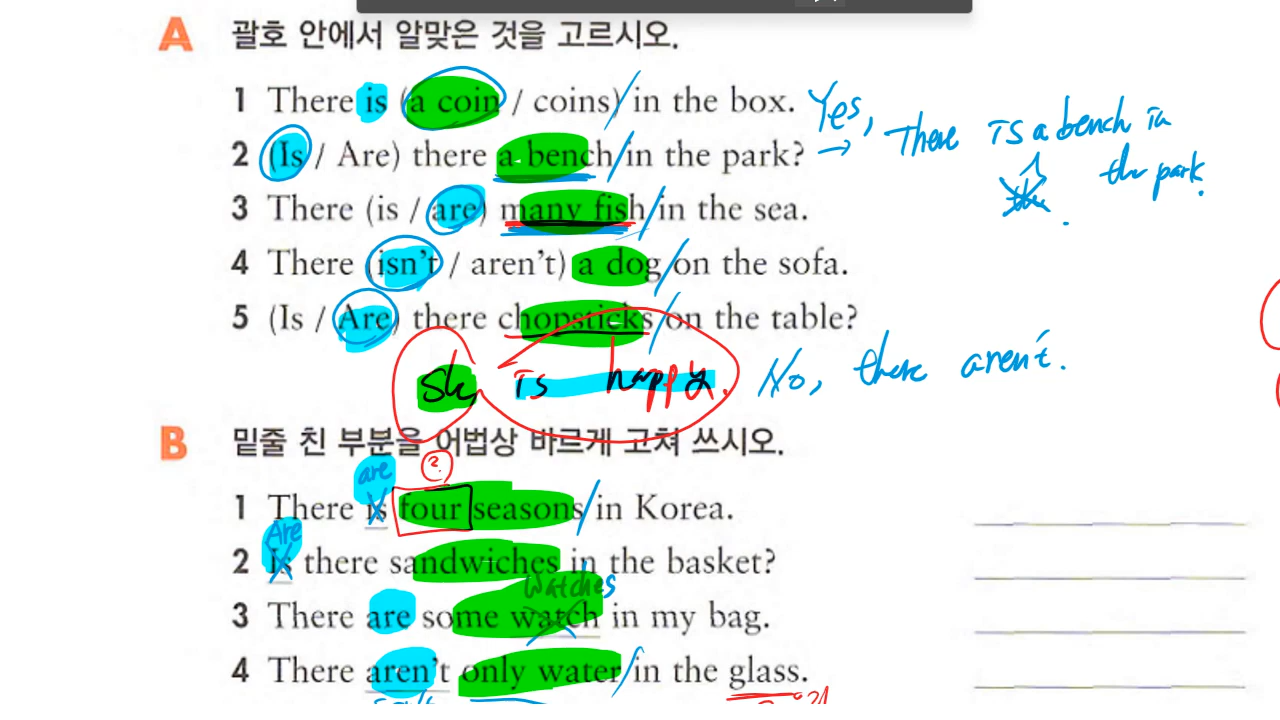 A 괄호 안에서 알맞은 것을 고르시오.
1 There is (a coin / coins) in the box. Yes,
2 (Is / Are) there a bench in the park? → There is a bench in
the park.
3 There (is / are) many fish in the sea.
4 There (isn't / aren't) a dog on the sofa.
5 (Is / Are) there chopsticks on the table?
is happy. No, there aren't.
B 밑줄 친 부분을 어법상 바르게 고쳐 쓰시오.
are ?
1 There is four seasons in Korea.
Are
2 Is there sandwiches in the basket?
watches
3 There are some watch in my bag.
4 There aren't only water in the glass.